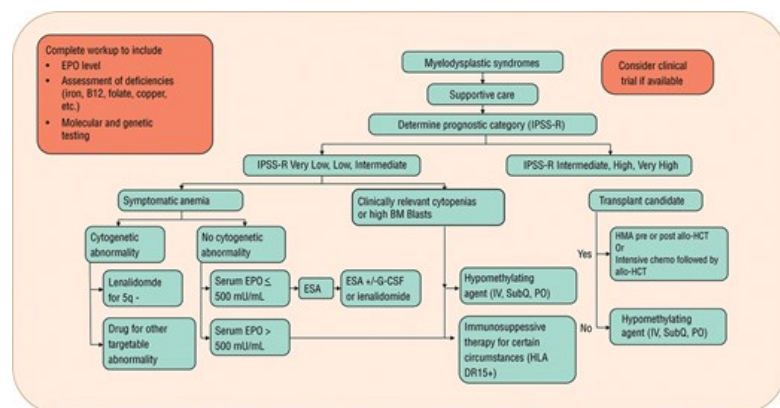 Complete workup to include
• EPO level
• Assessment of deficiencies
(iron, B12, folate, copper,
etc.)
• Molecular and genetic
testing
Myelodysplastic syndromes
Consider clinical
trial if available
Supportive care
Determine prognostic category (IPSS-R)
IPSS-R Very Low, Low, Intermediate
IPSS-R Intermediate, High, Very High
Symptomatic anemia
Clinically relevant cytopenias
or high BM Blasts
Transplant candidate
Cytogenetic
abnormality
No cytogenetic
abnormality
Yes
HMA pre or post allo-HCT
Or
Intensive chemo followed by
allo-HCT
Lenalidomde
for 5q -
Serum EPO ≤
500 mU/mL
ESA
ESA +/-G-CSF
or ienalidomide
Hypomethylating
agent (IV, SubQ, PO)
Drug for other
targetable
abnormality
Serum EPO >
500 mU/mL
Immunosuppessive
therapy for certain
circumstances (HLA
DR15+)
No
Hypomethylating
agent (IV, SubQ, PO)